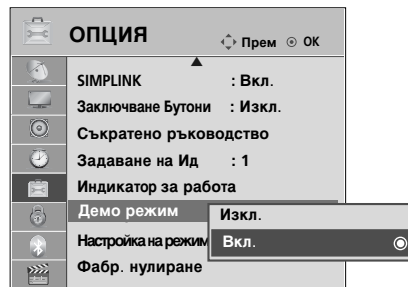 ОПЦИЯ Прем OK
SIMPLINK : Вкл.
Заключване Бутони : Изкл.
Съкратено ръководство
Задаване на Ид : 1
Индикатор за работа
Демо режим Изкл.
Настройка на режим Вкл.
Фабр. нулиране